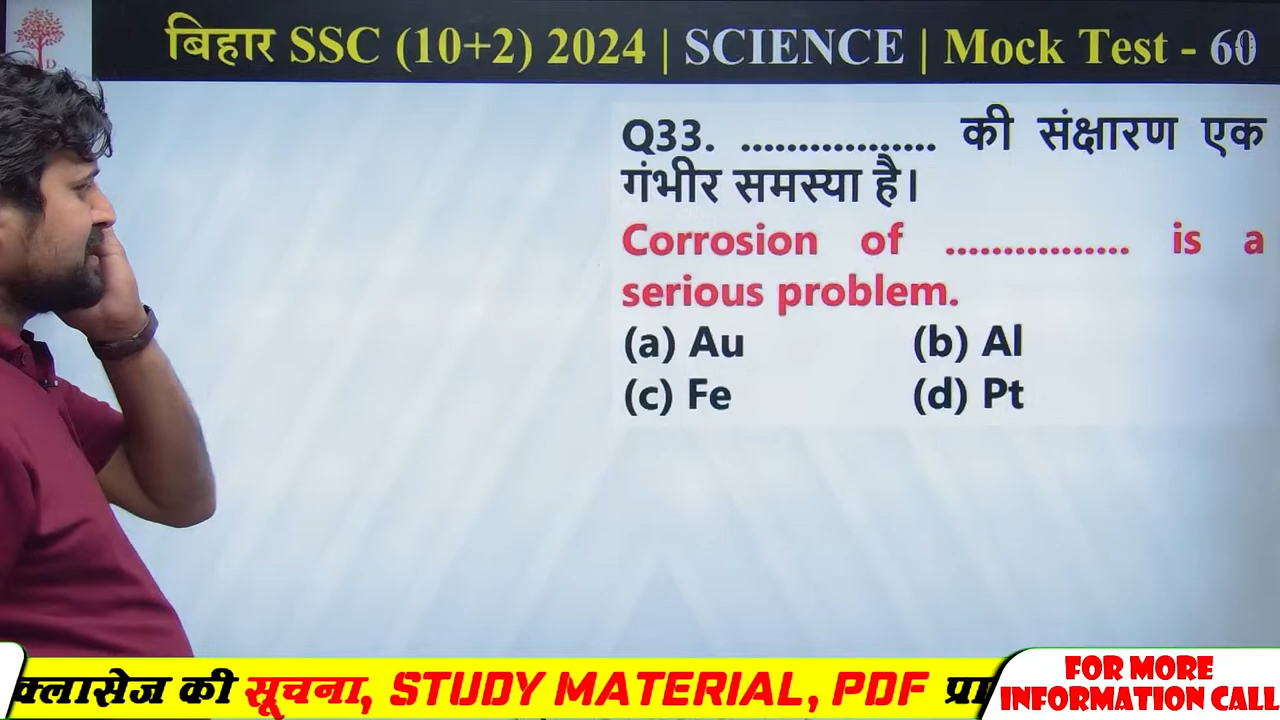 बिहार SSC (10+2) 2024 | SCIENCE | Mock Test - 60
Q33. ................. की संक्षारण एक
गंभीर समस्या है।
Corrosion of ................ is a
serious problem.
(a) Au (b) Al
(c) Fe (d) Pt
क्लासेज की सूचना, STUDY MATERIAL, PDF प्रा
FOR MORE
INFORMATION CALL